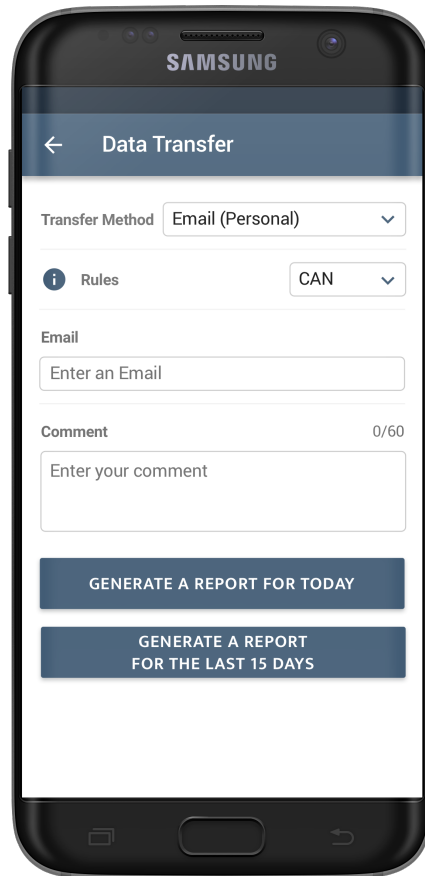 SAMSUNG
Data Transfer
Transfer Method Email (Personal)
Rules CAN
Email
Enter an Email
Comment 0/60
Enter your comment
GENERATE A REPORT FOR TODAY
GENERATE A REPORT
FOR THE LAST 15 DAYS